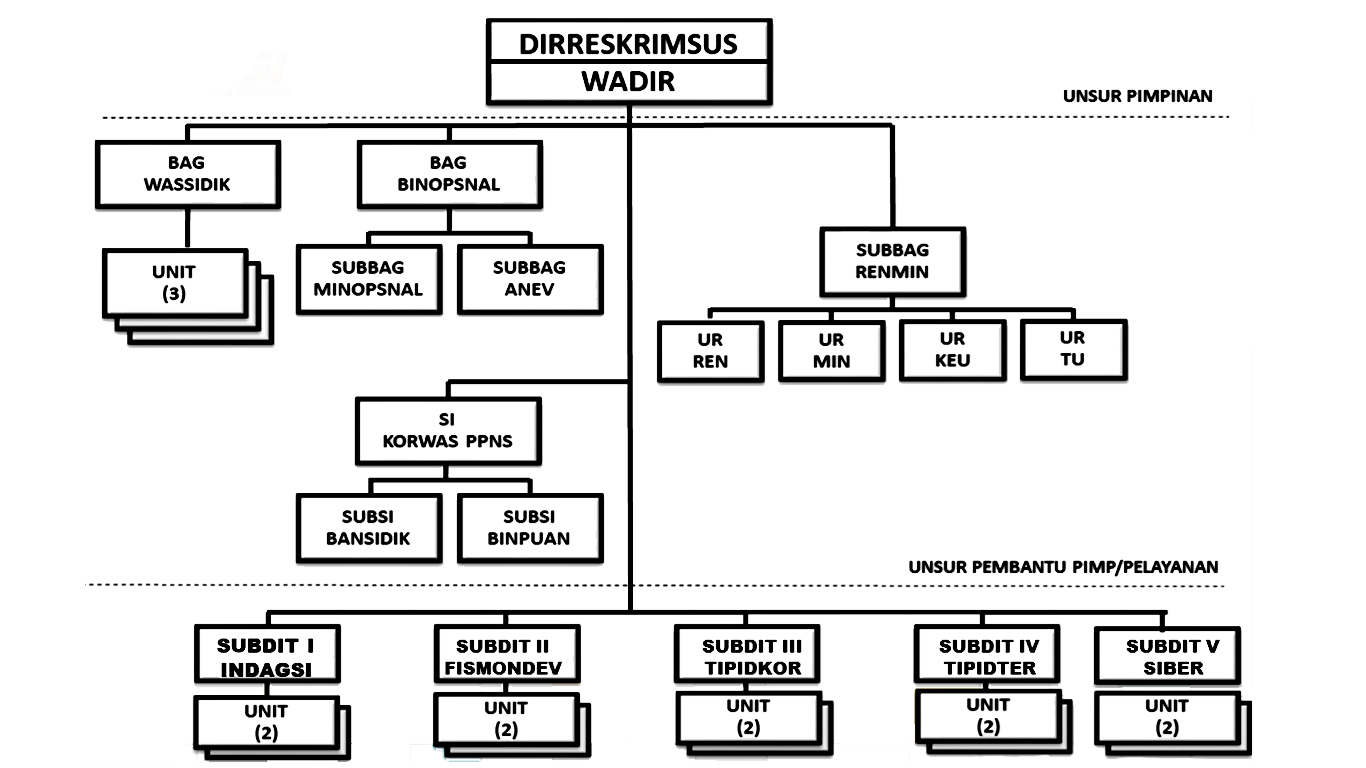 DIRRESKRIMSUS
WADIR
UNSUR PIMPINAN
BAG
WASSIDIK
BAG
BINOPSNAL
UNIT
(3)
SUBBAG
MINOPSNAL
SUBBAG
ANEV
SUBBAG
RENMIN
UR
REN
UR
MIN
UR
KEU
UR
TU
SI
KORWAS PPNS
SUBSI
BANSIDIK
SUBSI
BINPUAN
UNSUR PEMBANTU PIMP/PELAYANAN
SUBDIT I
INDAGSI
SUBDIT II
FISMONDEV
SUBDIT III
TIPIDKOR
SUBDIT IV
TIPIDTER
SUBDIT V
SIBER
UNIT
(2)
UNIT
(2)
UNIT
(2)
UNIT
(2)
UNIT
(2)